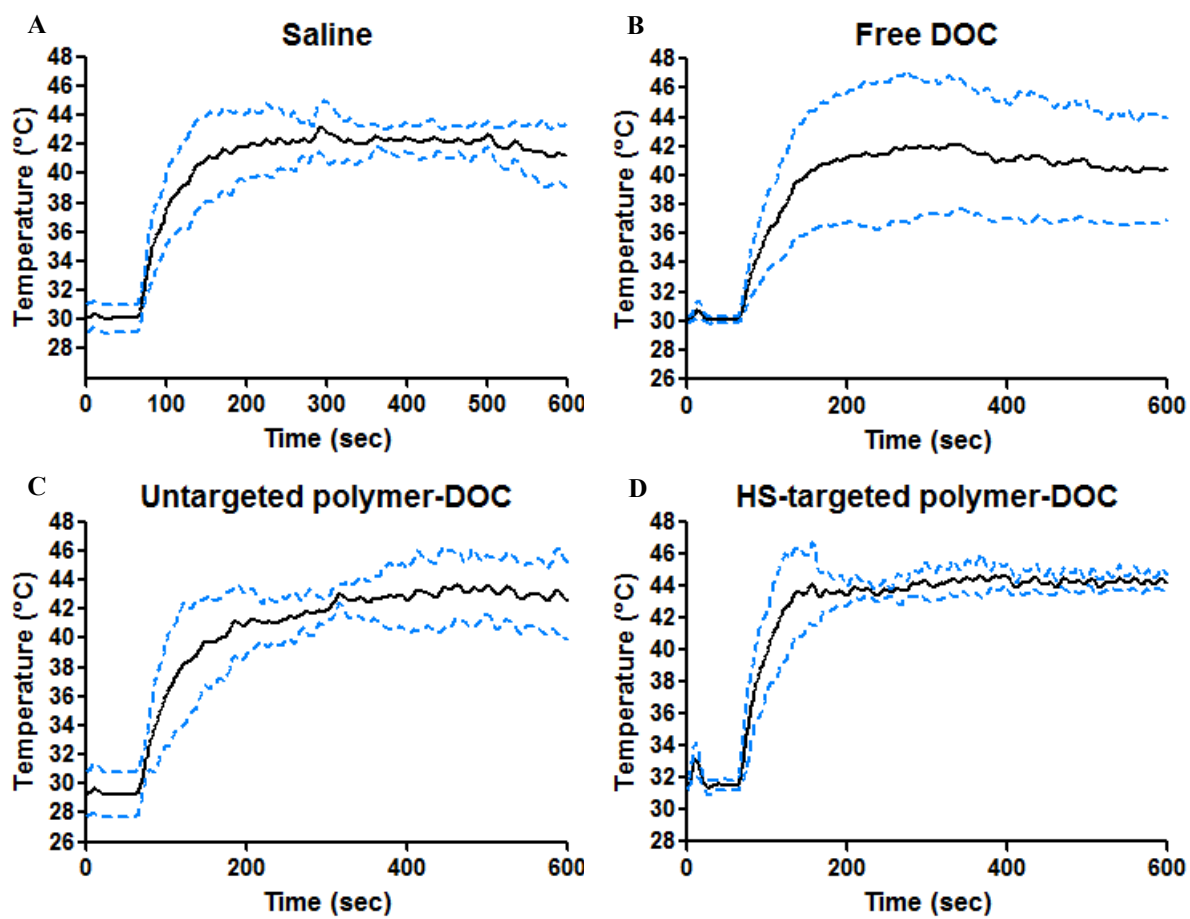 A
Saline
Temperature (°C)
48
46
44
42
40
38
36
34
32
30
28
0 100 200 300 400 500 600
Time (sec)
B
Free DOC
Temperature (°C)
48
46
44
42
40
38
36
34
32
30
28
26
0 200 400 600
Time (sec)
C
Untargeted polymer-DOC
Temperature (°C)
48
46
44
42
40
38
36
34
32
30
28
26
0 200 400 600
Time (sec)
D
HS-targeted polymer-DOC
Temperature (°C)
48
46
44
42
40
38
36
34
32
30
28
0 200 400 600
Time (sec)